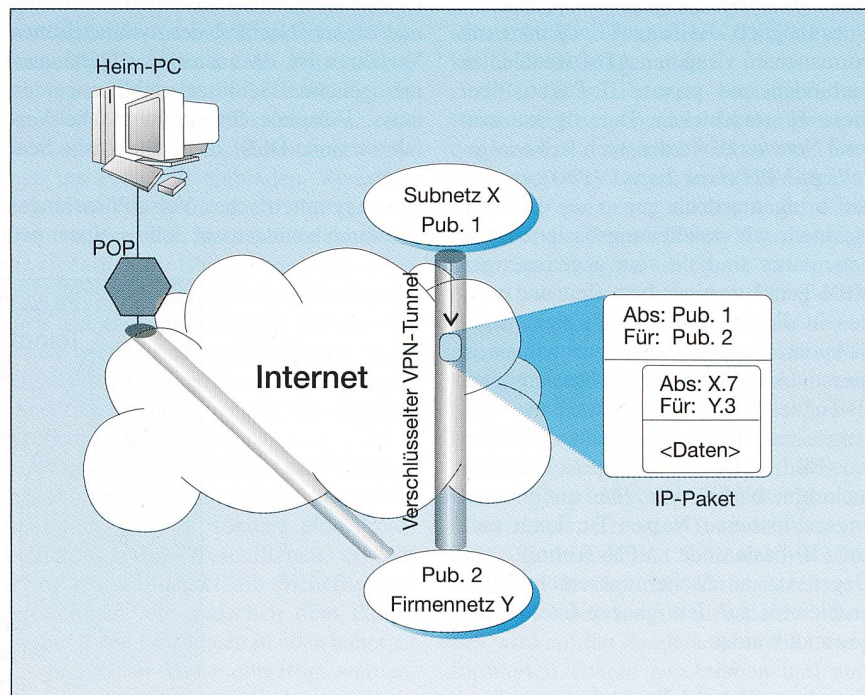 Heim-PC
POP
Internet
Subnetz X
Pub. 1
Verschlüsselter VPN-Tunnel
Pub. 2
Firmennetz Y
Abs: Pub. 1
Für: Pub. 2
Abs: X.7
Für: Y.3
<Daten>
IP-Paket